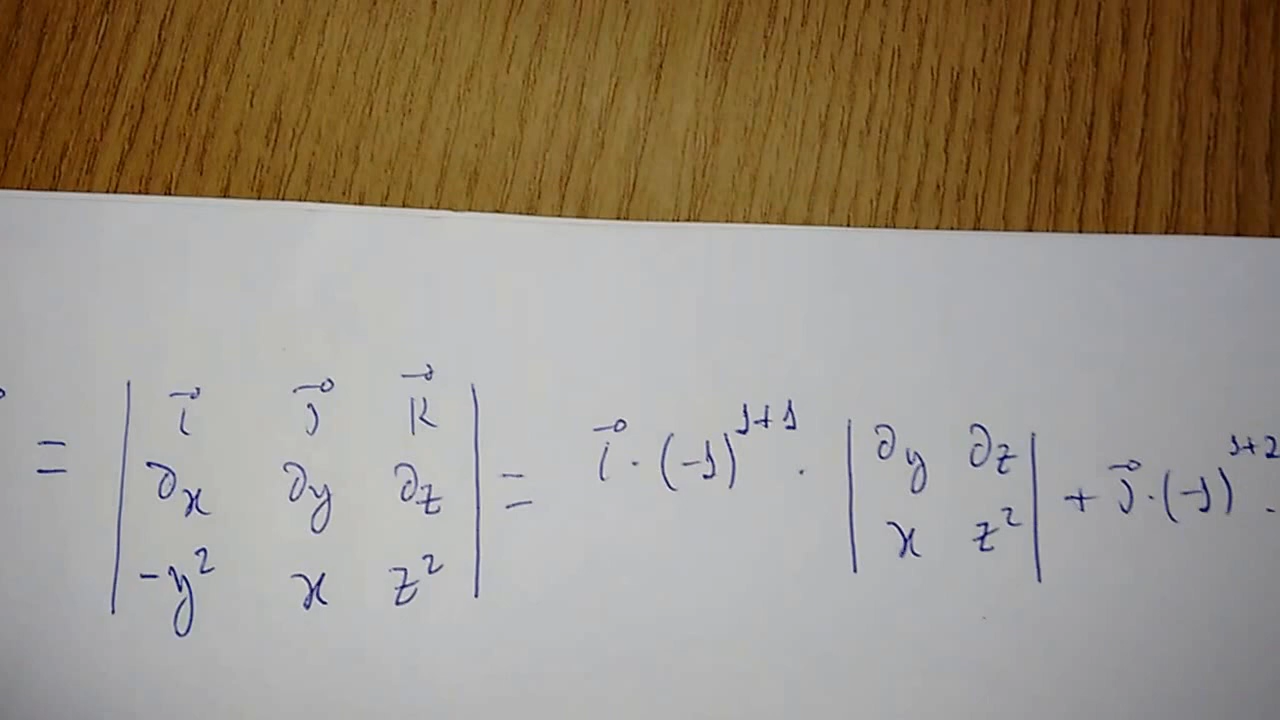 = | i⃗ j⃗ k⃗ | = i⃗ · (-1)^{1+1} · | ∂y ∂z | + j⃗ · (-1)^{1+2} ·
| ∂x ∂y ∂z | | x z² |
| -y² x z² |